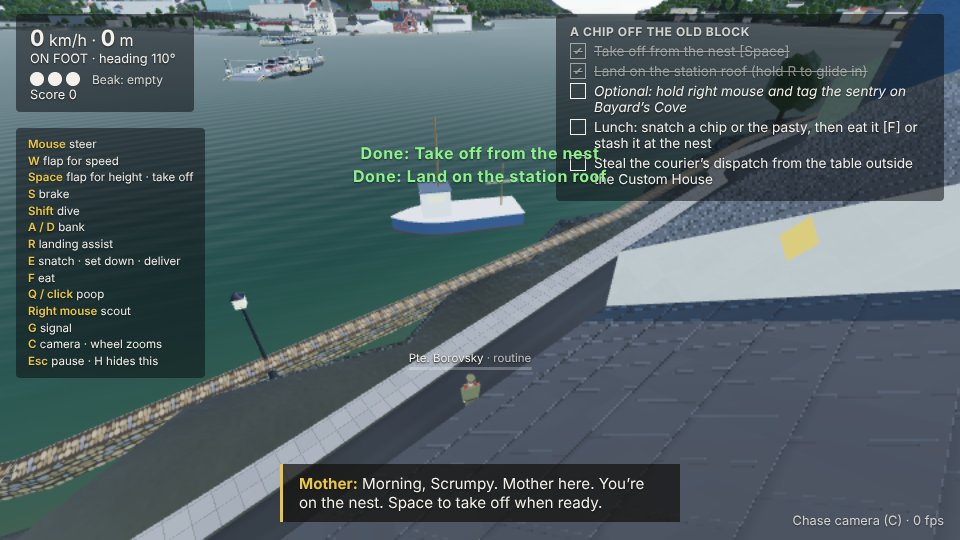 0 km/h · 0 m
ON FOOT · heading 110°
Beak: empty
Score 0
Mouse steer
W flap for speed
Space flap for height · take off
S brake
Shift dive
A / D bank
R landing assist
E snatch · set down · deliver
F eat
Q / click poop
Right mouse scout
G signal
C camera · wheel zooms
Esc pause · H hides this
A CHIP OFF THE OLD BLOCK
Take off from the nest [Space]
Land on the station roof (hold R to glide in)
Optional: hold right mouse and tag the sentry on
Bayard's Cove
Lunch: snatch a chip or the pasty, then eat it [F] or
stash it at the nest
Steal the courier's dispatch from the table outside
the Custom House
Done: Take off from the nest
Done: Land on the station roof
Pte. Borovsky · routine
Mother: Morning, Scrumpy. Mother here. You're
on the nest. Space to take off when ready.
Chase camera (C) · 0 fps